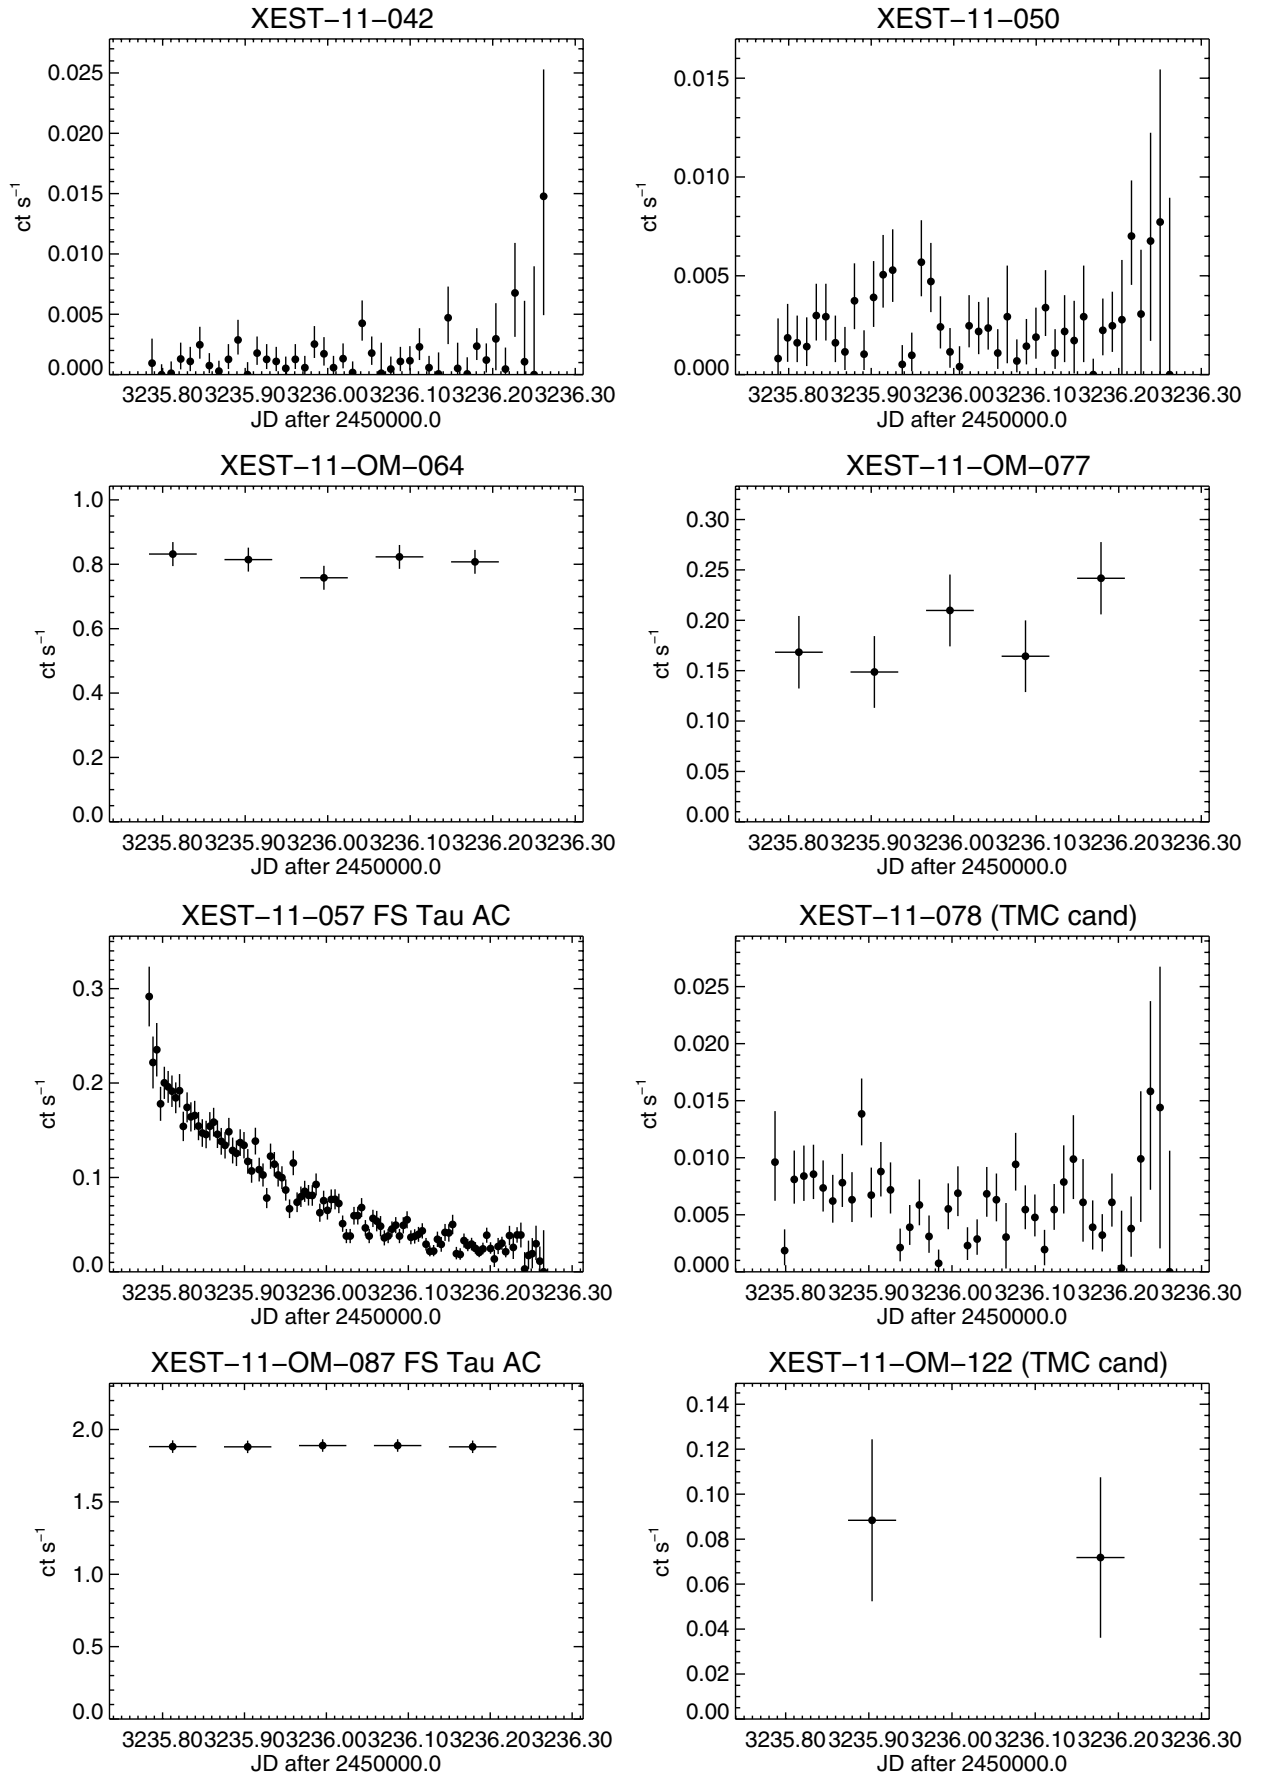 XEST−11−042
0.025
0.020
0.015
0.010
0.005
0.000
ct s−1
3235.80 3235.90 3236.00 3236.10 3236.20 3236.30
JD after 2450000.0
XEST−11−050
0.015
0.010
0.005
0.000
ct s−1
3235.80 3235.90 3236.00 3236.10 3236.20 3236.30
JD after 2450000.0
XEST−11−OM−064
1.0
0.8
0.6
0.4
0.2
0.0
ct s−1
3235.80 3235.90 3236.00 3236.10 3236.20 3236.30
JD after 2450000.0
XEST−11−OM−077
0.30
0.25
0.20
0.15
0.10
0.05
0.00
ct s−1
3235.80 3235.90 3236.00 3236.10 3236.20 3236.30
JD after 2450000.0
XEST−11−057 FS Tau AC
0.3
0.2
0.1
0.0
ct s−1
3235.80 3235.90 3236.00 3236.10 3236.20 3236.30
JD after 2450000.0
XEST−11−078 (TMC cand)
0.025
0.020
0.015
0.010
0.005
0.000
ct s−1
3235.80 3235.90 3236.00 3236.10 3236.20 3236.30
JD after 2450000.0
XEST−11−OM−087 FS Tau AC
2.0
1.5
1.0
0.5
0.0
ct s−1
3235.80 3235.90 3236.00 3236.10 3236.20 3236.30
JD after 2450000.0
XEST−11−OM−122 (TMC cand)
0.14
0.12
0.10
0.08
0.06
0.04
0.02
0.00
ct s−1
3235.80 3235.90 3236.00 3236.10 3236.20 3236.30
JD after 2450000.0